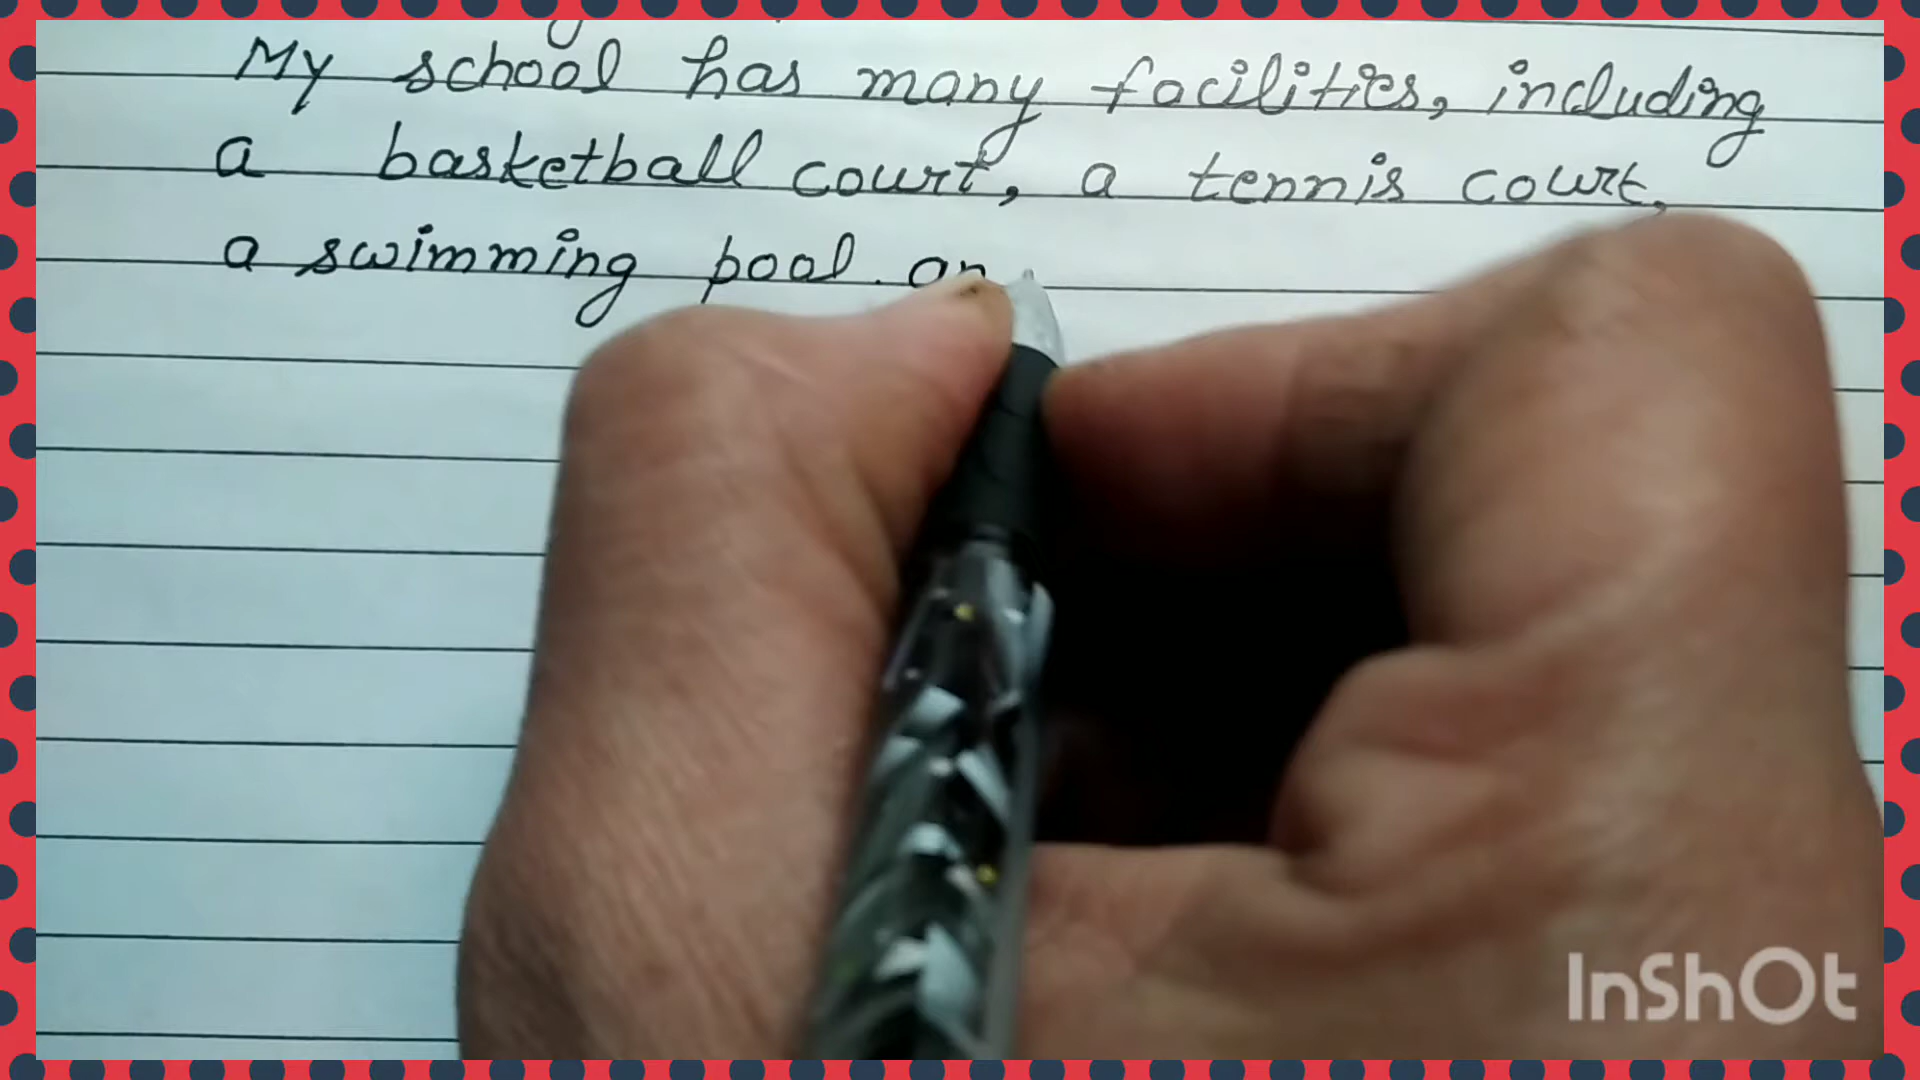 My school has many facilities, including
a basketball court, a tennis court,
a swimming pool. an
InShOt